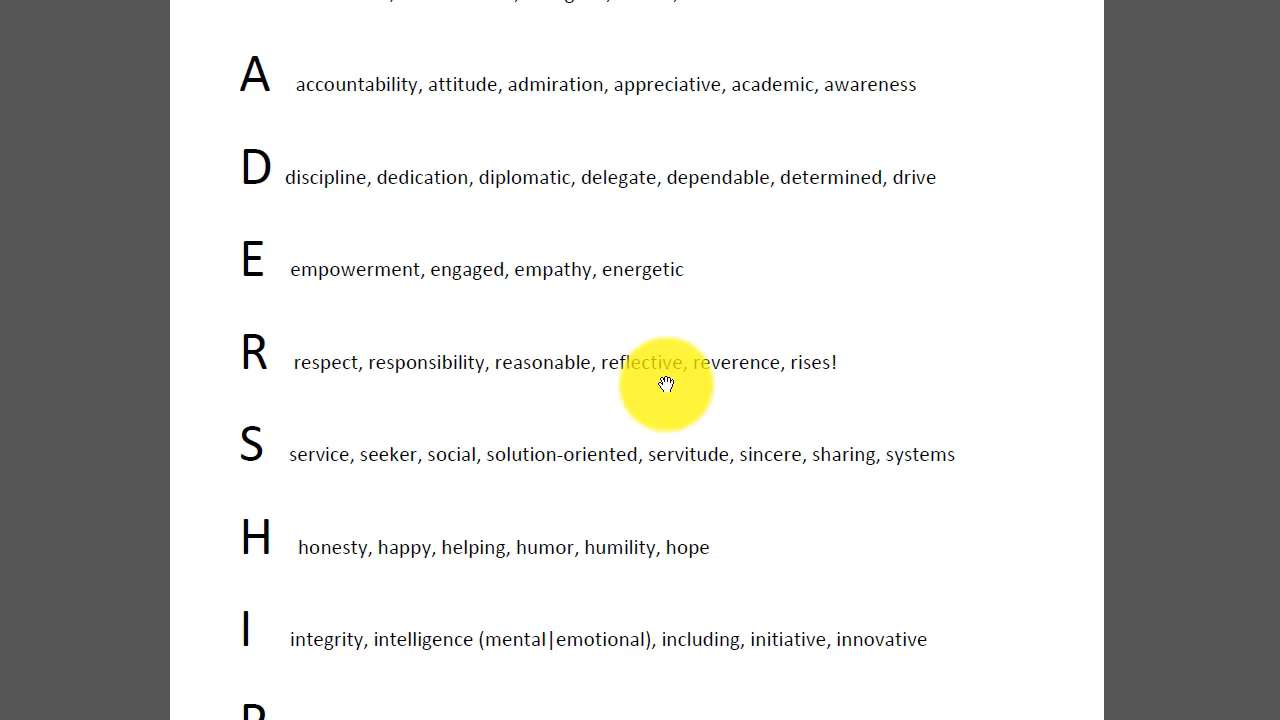 A accountability, attitude, admiration, appreciative, academic, awareness
D discipline, dedication, diplomatic, delegate, dependable, determined, drive
E empowerment, engaged, empathy, energetic
R respect, responsibility, reasonable, reflective, reverence, rises!
S service, seeker, social, solution-oriented, servitude, sincere, sharing, systems
H honesty, happy, helping, humor, humility, hope
I integrity, intelligence (mental|emotional), including, initiative, innovative